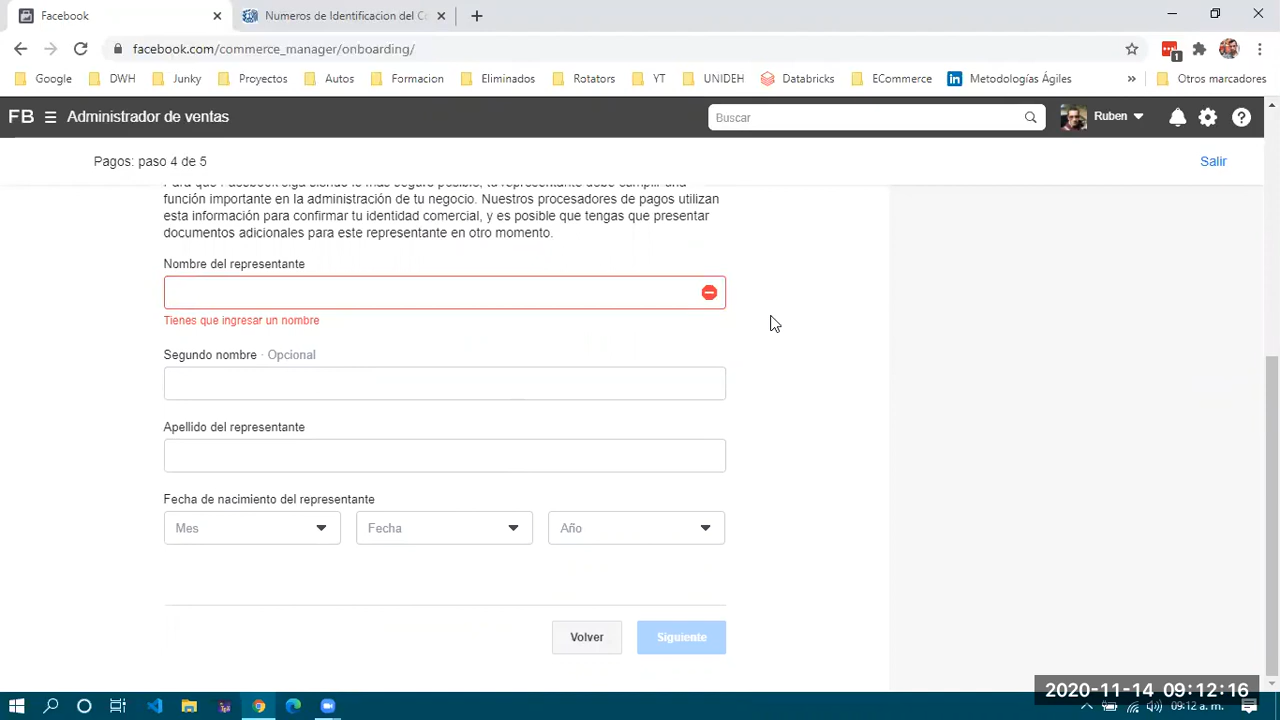 Facebook
Numeros de Identificacion del Co
facebook.com/commerce_manager/onboarding/
1
Google
DWH
Junky
Proyectos
Autos
Formacion
Eliminados
Rotators
YT
UNIDEH
Databricks
ECommerce
Metodologías Ágiles
»
Otros marcadores
FB
Administrador de ventas
Buscar
Ruben
Pagos: paso 4 de 5
Salir
Para que Facebook siga siendo lo más seguro posible, tu representante debe cumplir una
función importante en la administración de tu negocio. Nuestros procesadores de pagos utilizan
esta información para confirmar tu identidad comercial, y es posible que tengas que presentar
documentos adicionales para este representante en otro momento.
Nombre del representante
Tienes que ingresar un nombre
Segundo nombre · Opcional
Apellido del representante
Fecha de nacimiento del representante
Mes
Fecha
Año
Volver
Siguiente
2020-11-14 09:12:16
09:12 a. m.